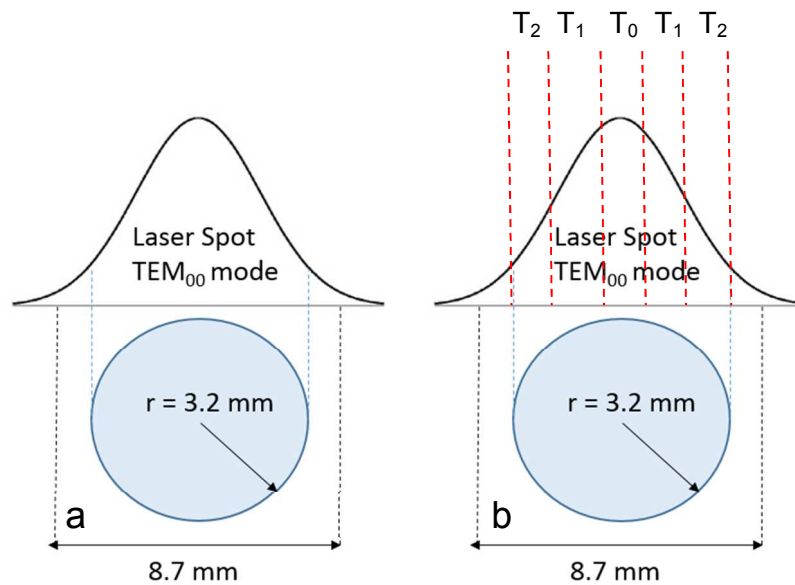 T₂ T₁ T₀ T₁ T₂
Laser Spot
TEM₀₀ mode
r = 3.2 mm
a
8.7 mm
Laser Spot
TEM₀₀ mode
r = 3.2 mm
b
8.7 mm